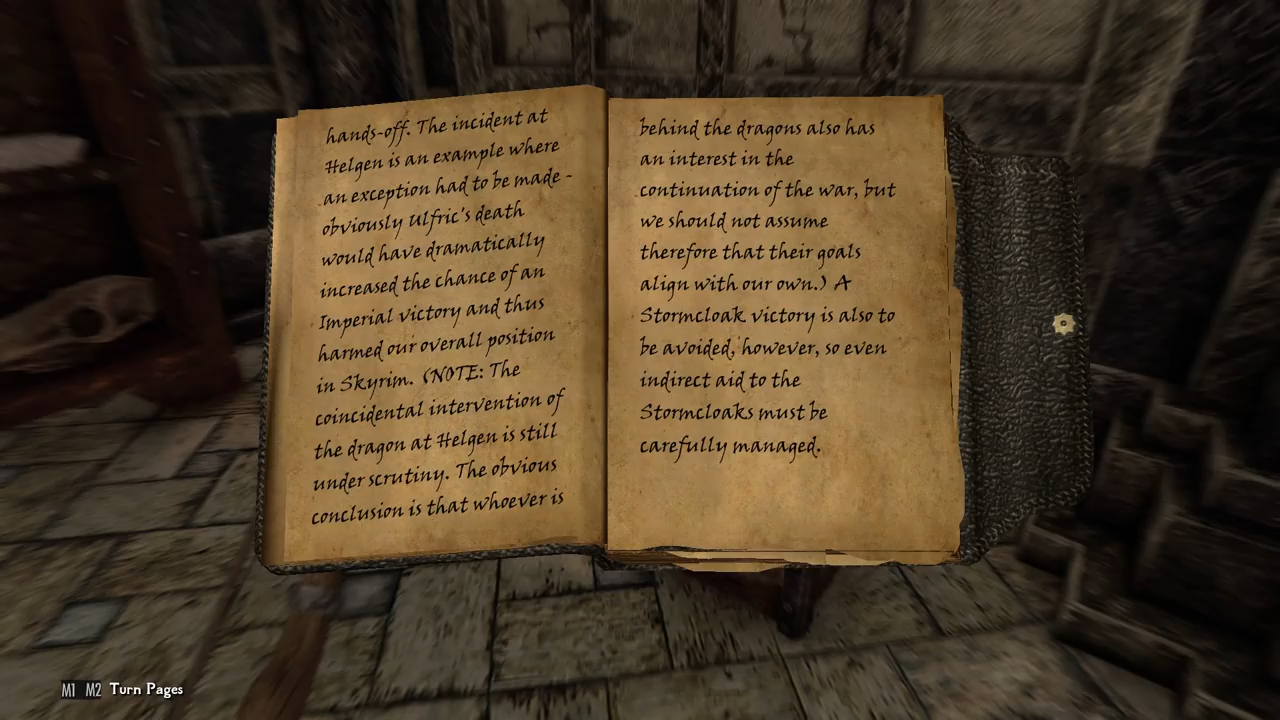 hands-off. The incident at
Helgen is an example where
an exception had to be made -
obviously Ulfric's death
would have dramatically
increased the chance of an
Imperial victory and thus
harmed our overall position
in Skyrim. (NOTE: The
coincidental intervention of
the dragon at Helgen is still
under scrutiny. The obvious
conclusion is that whoever is
behind the dragons also has
an interest in the
continuation of the war, but
we should not assume
therefore that their goals
align with our own.) A
Stormcloak victory is also to
be avoided, however, so even
indirect aid to the
Stormcloaks must be
carefully managed.
M1 M2 Turn Pages